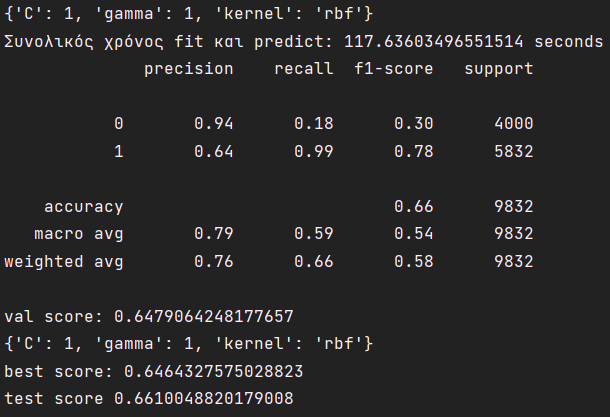 {'C': 1, 'gamma': 1, 'kernel': 'rbf'}
Συνολικός χρόνος fit και predict: 117.63603496551514 seconds
precision recall f1-score support
0 0.94 0.18 0.30 4000
1 0.64 0.99 0.78 5832
accuracy 0.66 9832
macro avg 0.79 0.59 0.54 9832
weighted avg 0.76 0.66 0.58 9832
val score: 0.6479064248177657
{'C': 1, 'gamma': 1, 'kernel': 'rbf'}
best score: 0.6464327575028823
test score 0.6610048820179008